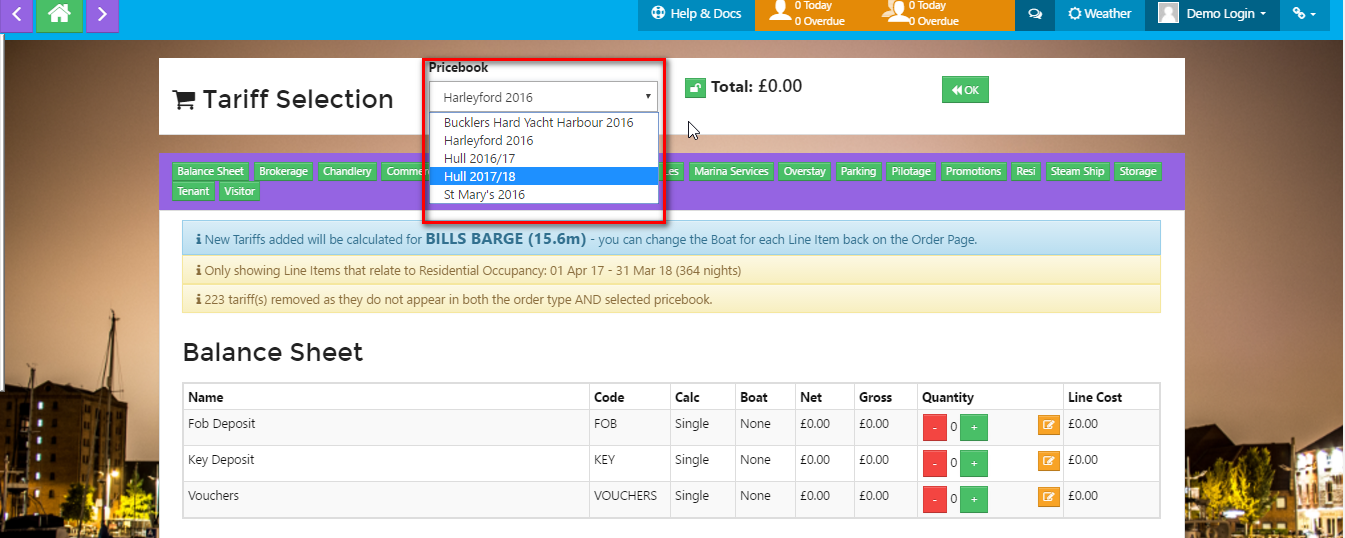 Help & Docs
0 Today
0 Overdue
0 Today
0 Overdue
Weather
Demo Login
Tariff Selection
Pricebook
Harleyford 2016
Bucklers Hard Yacht Harbour 2016
Harleyford 2016
Hull 2016/17
Hull 2017/18
St Mary's 2016
Total: £0.00
OK
Balance Sheet Brokerage Chandlery Marina Services Overstay Parking Pilotage Promotions Resi Steam Ship Storage
Tenant Visitor
New Tariffs added will be calculated for BILLS BARGE (15.6m) - you can change the Boat for each Line Item back on the Order Page.
Only showing Line Items that relate to Residential Occupancy: 01 Apr 17 - 31 Mar 18 (364 nights)
223 tariff(s) removed as they do not appear in both the order type AND selected pricebook.
Balance Sheet
Name Code Calc Boat Net Gross Quantity Line Cost
Fob Deposit FOB Single None £0.00 £0.00 - 0 + £0.00
Key Deposit KEY Single None £0.00 £0.00 - 0 + £0.00
Vouchers VOUCHERS Single None £0.00 £0.00 - 0 + £0.00